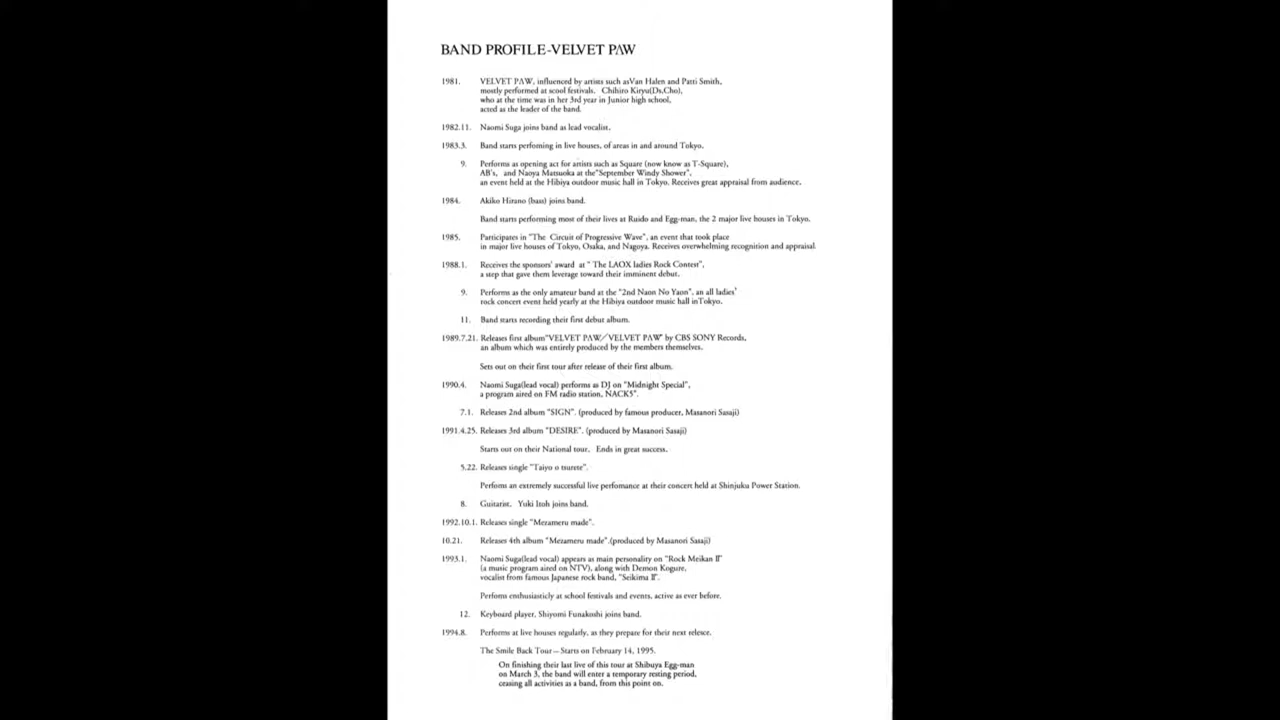 BAND PROFILE-VELVET PAW
1981. VELVET PAW, influenced by artists such asVan Halen and Patti Smith,
mostly performed at scool festivals. Chihiro Kiryu(Ds,Cho),
who at the time was in her 3rd year in Junior high school,
acted as the leader of the band.
1982.11. Naomi Suga joins band as lead vocalist.
1983.3. Band starts perfoming in live houses, of areas in and around Tokyo.
9. Performs as opening act for artists such as Square (now know as T-Square),
AB's, and Naoya Matsuoka at the"September Windy Shower",
an event held at the Hibiya outdoor music hall in Tokyo. Receives great appraisal from audience.
1984. Akiko Hirano (bass) joins band.
Band starts performing most of their lives at Ruido and Egg-man, the 2 major live houses in Tokyo.
1985. Participates in "The Circuit of Progressive Wave", an event that took place
in major live houses of Tokyo, Osaka, and Nagoya. Receives overwhelming recognition and appraisal.
1988.1. Receives the sponsors' award at " The LAOX ladies Rock Contest",
a step that gave them leverage toward their imminent debut.
9. Performs as the only amateur band at the "2nd Naon No Yaon", an all ladies'
rock concert event held yearly at the Hibiya outdoor music hall inTokyo.
11. Band starts recording their first debut album.
1989.7.21. Releases first album"VELVET PAW/VELVET PAW" by CBS SONY Records,
an album which was entirely produced by the members themselves.
Sets out on their first tour after release of their first album.
1990.4. Naomi Suga(lead vocal) performs as DJ on "Midnight Special",
a program aired on FM radio station, NACK5".
7.1. Releases 2nd album "SIGN". (produced by famous producer, Masanori Sasaji)
1991.4.25. Releases 3rd album "DESIRE". (produced by Masanori Sasaji)
Starts out on their National tour. Ends in great success.
5.22. Releases single "Taiyo o tsurete".
Perfoms an extremely successful live perfomance at their concert held at Shinjuku Power Station.
8. Guitarist. Yuki Itoh joins band.
1992.10.1. Releases single "Mezameru made".
10.21. Releases 4th album "Mezameru made".(produced by Masanori Sasaji)
1993.1. Naomi Suga(lead vocal) appears as main personality on "Rock Meikan II"
(a music program aired on NTV), along with Demon Kogure,
vocalist from famous Japanese rock band, "Seikima II".
Perfoms enthusiasticly at school festivals and events, active as ever before.
12. Keyboard player, Shiyomi Funakoshi joins band.
1994.8. Performs at live houses regularly, as they prepare for their next relesce.
The Smile Back Tour—Starts on February 14, 1995.
On finishing their last live of this tour at Shibuya Egg-man
on March 3, the band will enter a temporary resting period,
ceasing all activities as a band, from this point on.